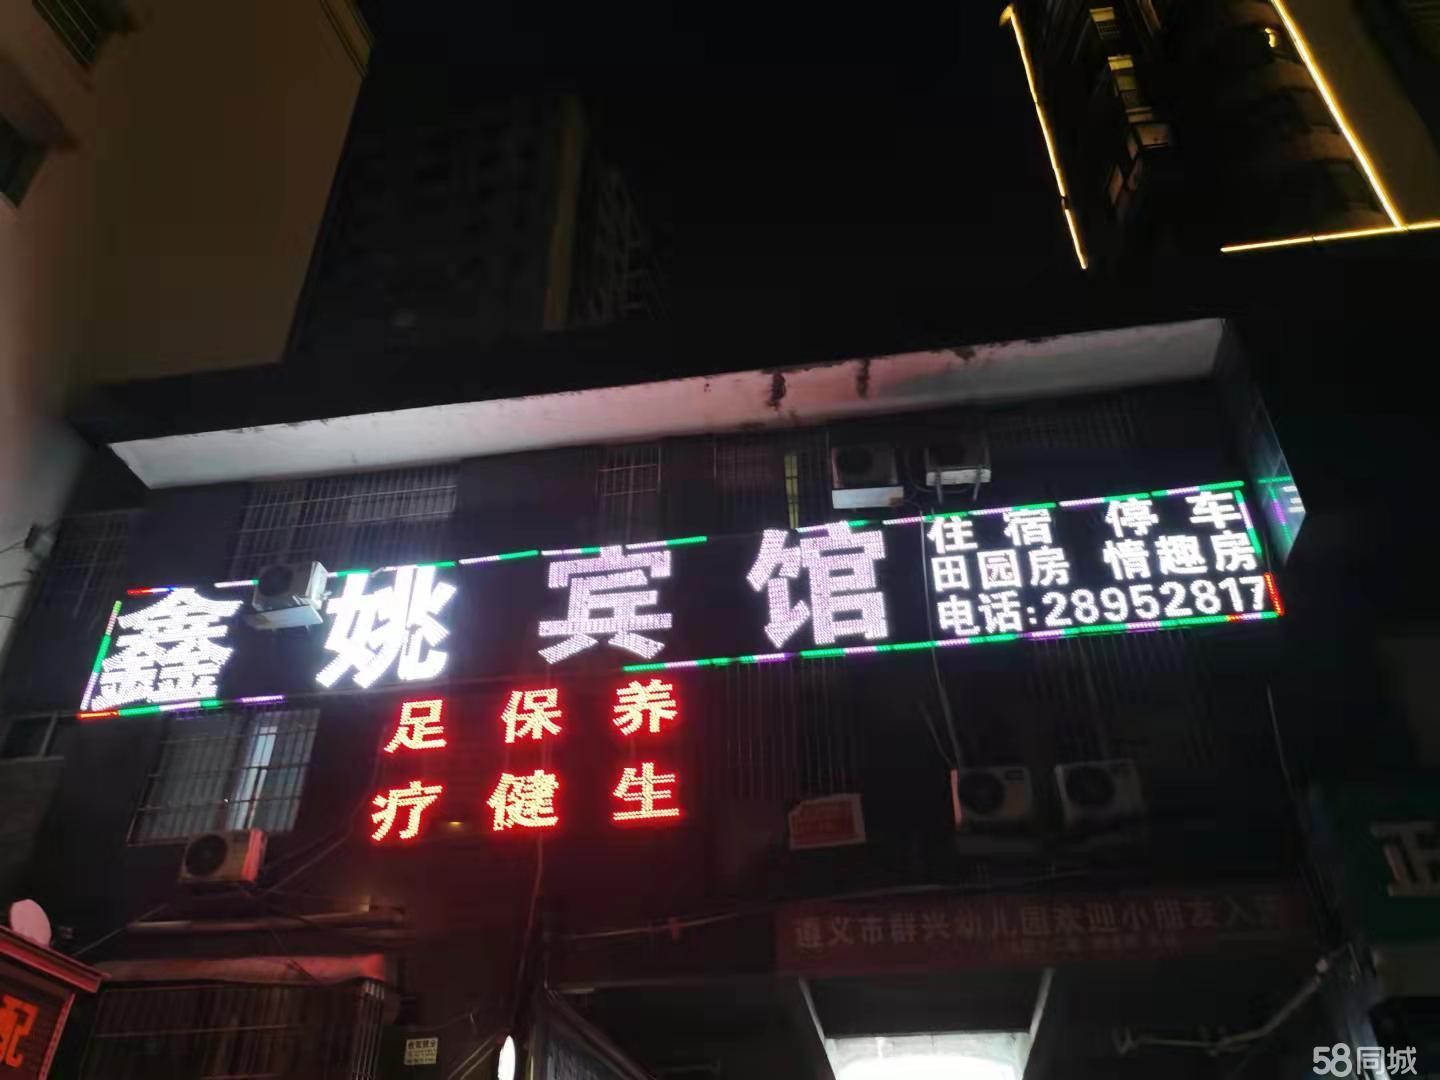 鑫姚宾馆
住宿 停车
田园房 情趣房
电话:28952817
足保养
疗健生
遵义市群兴幼儿园欢迎小朋友入园
正
配
58同城